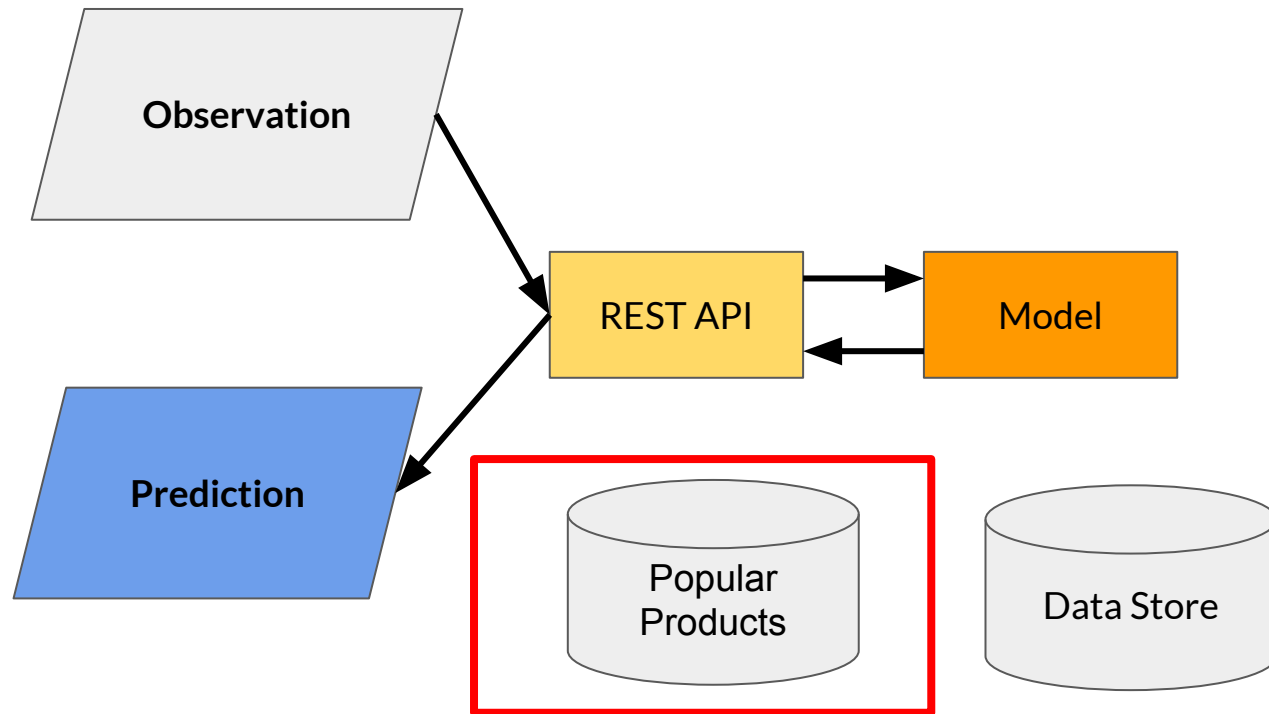 Observation
REST API
Model
Prediction
Popular
Products
Data Store